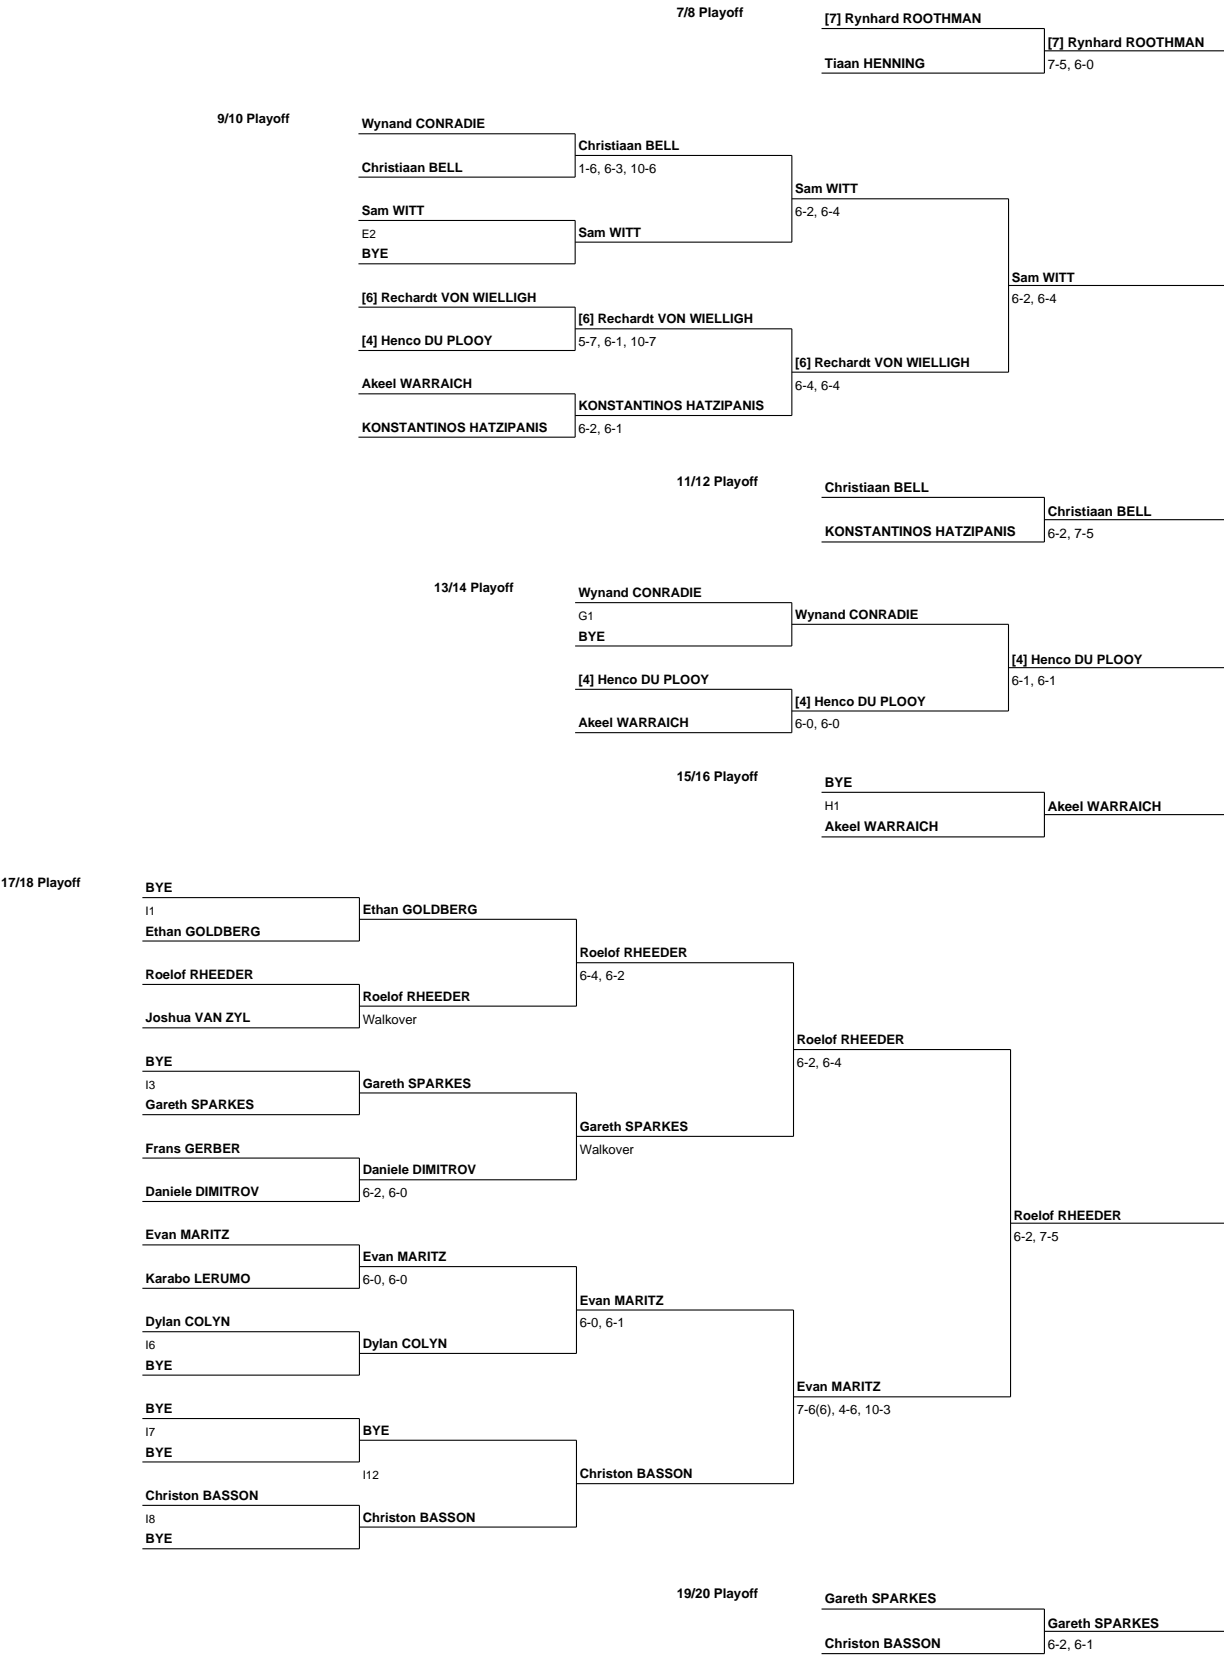 7/8 Playoff
[7] Rynhard ROOTHMAN
[7] Rynhard ROOTHMAN
Tiaan HENNING
7-5, 6-0
9/10 Playoff
Wynand CONRADIE
Christiaan BELL
Christiaan BELL
1-6, 6-3, 10-6
Sam WITT
Sam WITT
6-2, 6-4
E2
Sam WITT
BYE
Sam WITT
[6] Rechardt VON WIELLIGH
6-2, 6-4
[6] Rechardt VON WIELLIGH
[4] Henco DU PLOOY
5-7, 6-1, 10-7
[6] Rechardt VON WIELLIGH
Akeel WARRAICH
6-4, 6-4
KONSTANTINOS HATZIPANIS
KONSTANTINOS HATZIPANIS
6-2, 6-1
11/12 Playoff
Christiaan BELL
Christiaan BELL
KONSTANTINOS HATZIPANIS
6-2, 7-5
13/14 Playoff
Wynand CONRADIE
G1
Wynand CONRADIE
BYE
[4] Henco DU PLOOY
[4] Henco DU PLOOY
6-1, 6-1
[4] Henco DU PLOOY
Akeel WARRAICH
6-0, 6-0
15/16 Playoff
BYE
H1
Akeel WARRAICH
Akeel WARRAICH
17/18 Playoff
BYE
I1
Ethan GOLDBERG
Ethan GOLDBERG
Roelof RHEEDER
Roelof RHEEDER
6-4, 6-2
Roelof RHEEDER
Joshua VAN ZYL
Walkover
Roelof RHEEDER
BYE
6-2, 6-4
I3
Gareth SPARKES
Gareth SPARKES
Gareth SPARKES
Frans GERBER
Walkover
Daniele DIMITROV
Daniele DIMITROV
6-2, 6-0
Roelof RHEEDER
Evan MARITZ
6-2, 7-5
Evan MARITZ
Karabo LERUMO
6-0, 6-0
Evan MARITZ
Dylan COLYN
6-0, 6-1
I6
Dylan COLYN
BYE
Evan MARITZ
BYE
7-6(6), 4-6, 10-3
I7
BYE
BYE
I12
Christon BASSON
Christon BASSON
I8
Christon BASSON
BYE
19/20 Playoff
Gareth SPARKES
Gareth SPARKES
Christon BASSON
6-2, 6-1